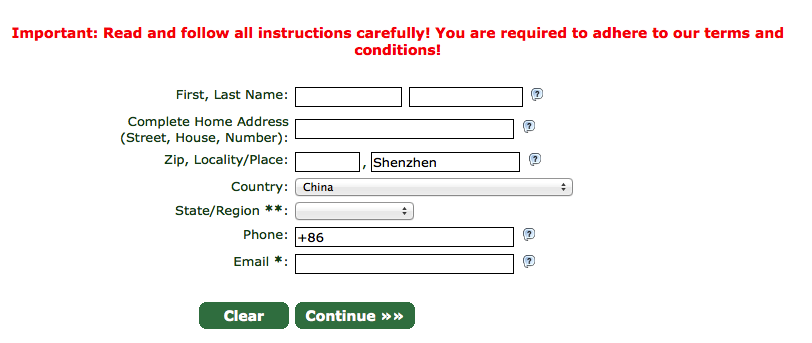 Important: Read and follow all instructions carefully! You are required to adhere to our terms and
conditions!
First, Last Name: ?
Complete Home Address
(Street, House, Number): ?
Zip, Locality/Place: , Shenzhen ?
Country: China
State/Region **:
Phone: +86 ?
Email *: ?
Clear Continue »»